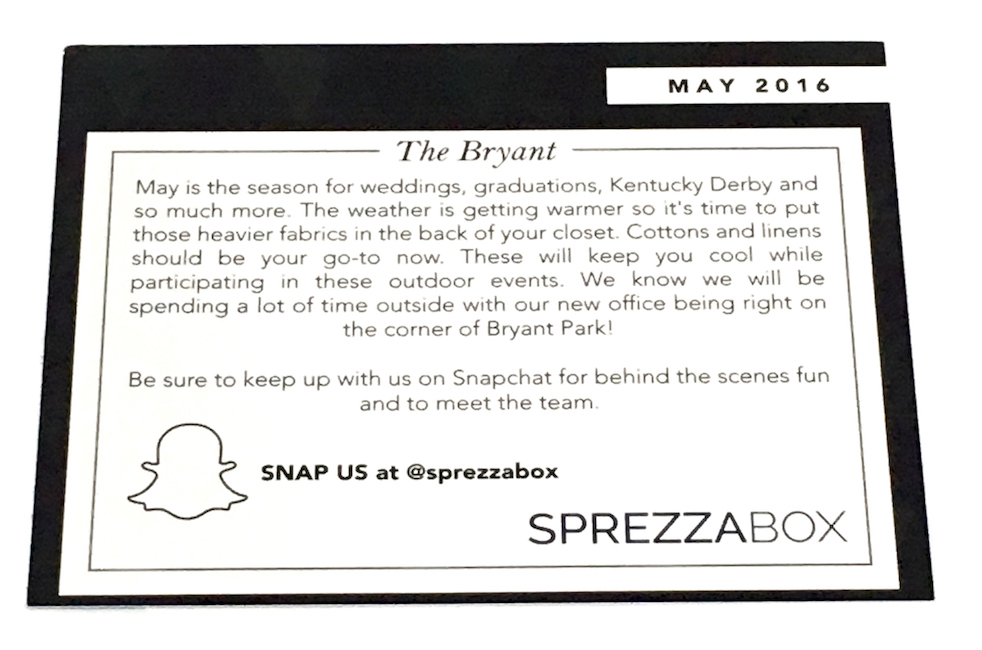 MAY 2016
The Bryant
May is the season for weddings, graduations, Kentucky Derby and
so much more. The weather is getting warmer so it's time to put
those heavier fabrics in the back of your closet. Cottons and linens
should be your go-to now. These will keep you cool while
participating in these outdoor events. We know we will be
spending a lot of time outside with our new office being right on
the corner of Bryant Park!
Be sure to keep up with us on Snapchat for behind the scenes fun
and to meet the team.
SNAP US at @sprezzabox
SPREZZABOX